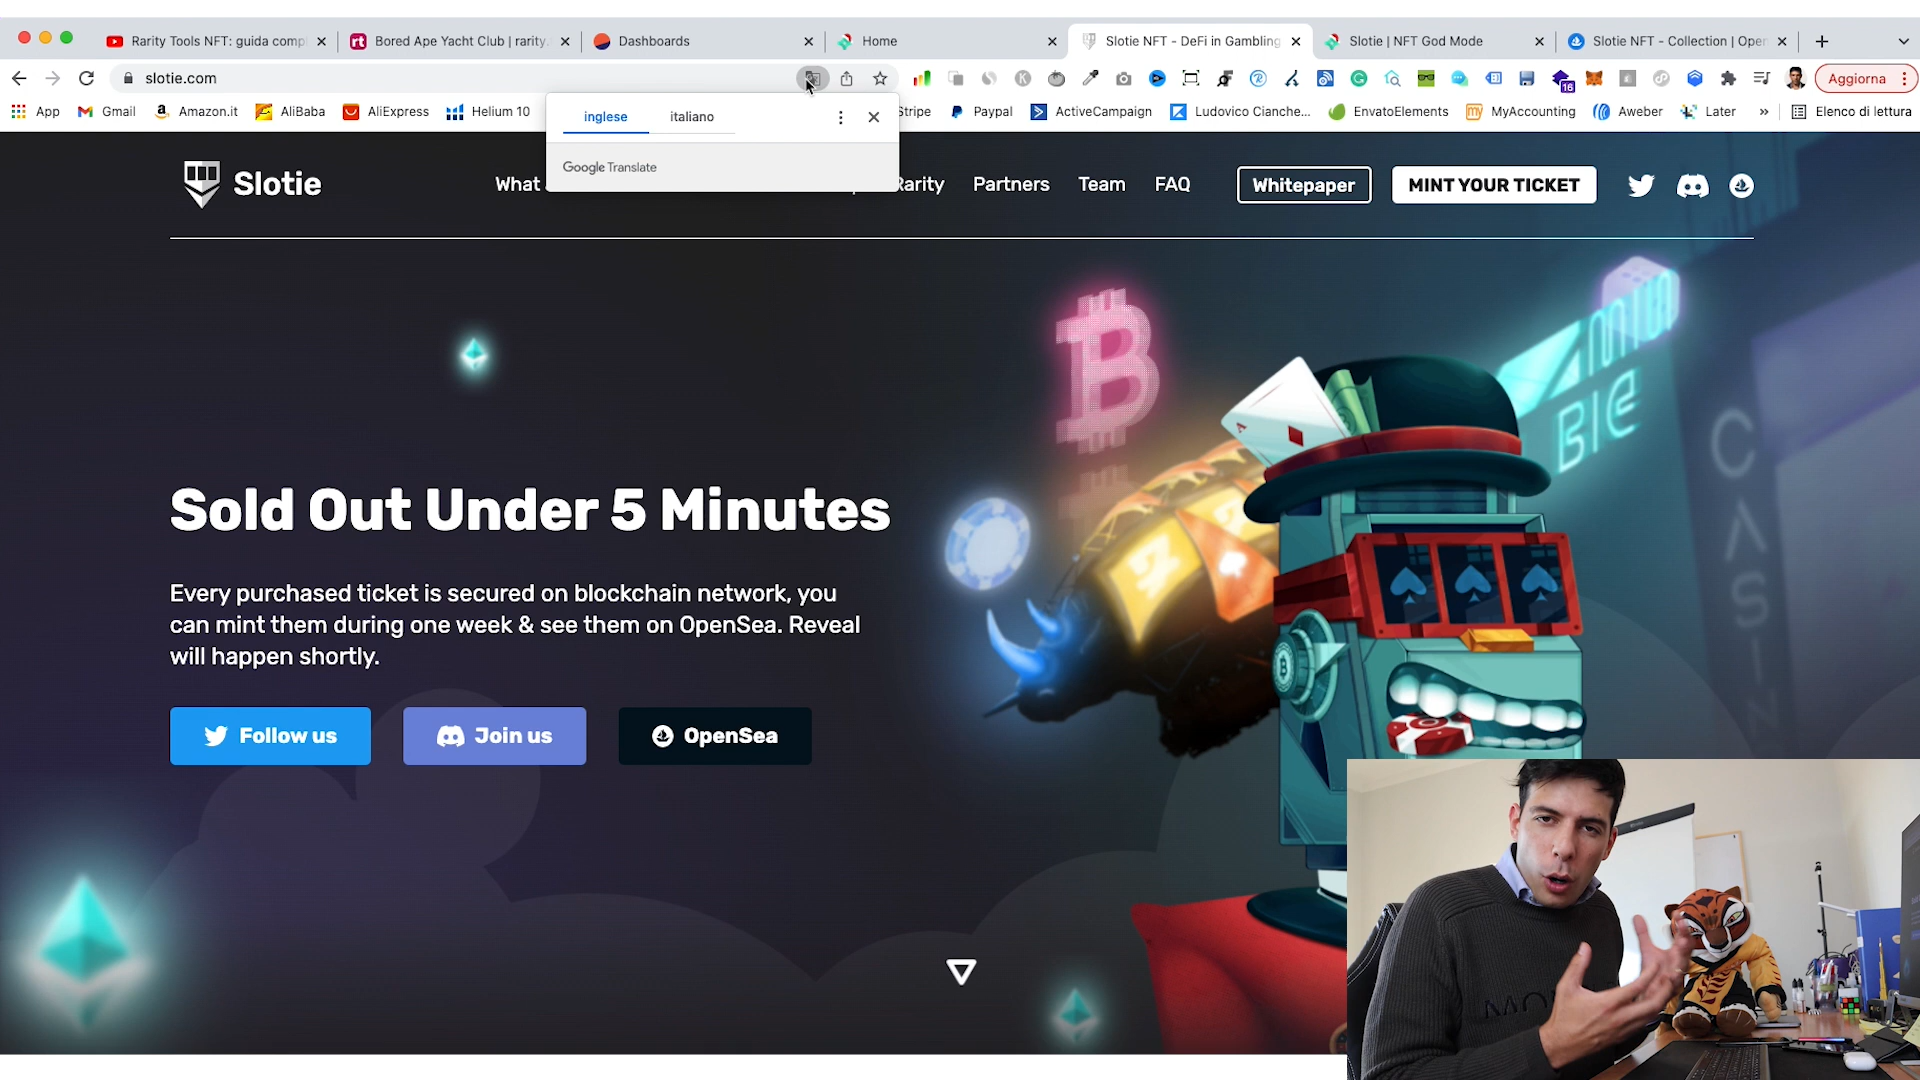 Rarity Tools NFT: guida comp
Bored Ape Yacht Club | rarity.
Dashboards
Home
Slotie NFT - DeFi in Gambling
Slotie | NFT God Mode
Slotie NFT - Collection | Open
slotie.com
16
Aggiorna
App
Gmail
Amazon.it
AliBaba
AliExpress
Helium 10
Stripe
Paypal
ActiveCampaign
Ludovico Cianche...
EnvatoElements
MyAccounting
Aweber
Later
»
Elenco di lettura
inglese
italiano
Google Translate
Slotie
What
Rarity
Partners
Team
FAQ
Whitepaper
MINT YOUR TICKET
Sold Out Under 5 Minutes
Every purchased ticket is secured on blockchain network, you
can mint them during one week & see them on OpenSea. Reveal
will happen shortly.
Follow us
Join us
OpenSea
CASINO